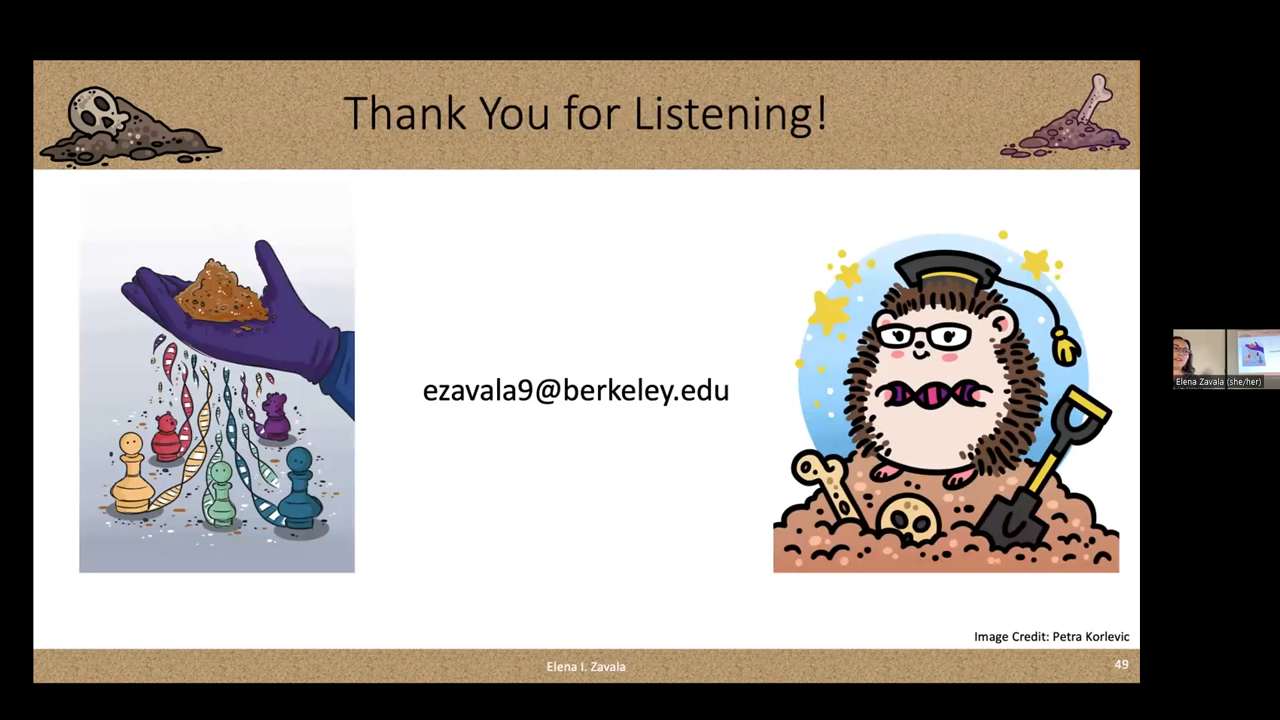 Thank You for Listening!
ezavala9@berkeley.edu
Elena Zavala (she/her)
Image Credit: Petra Korlevic
Elena I. Zavala
49